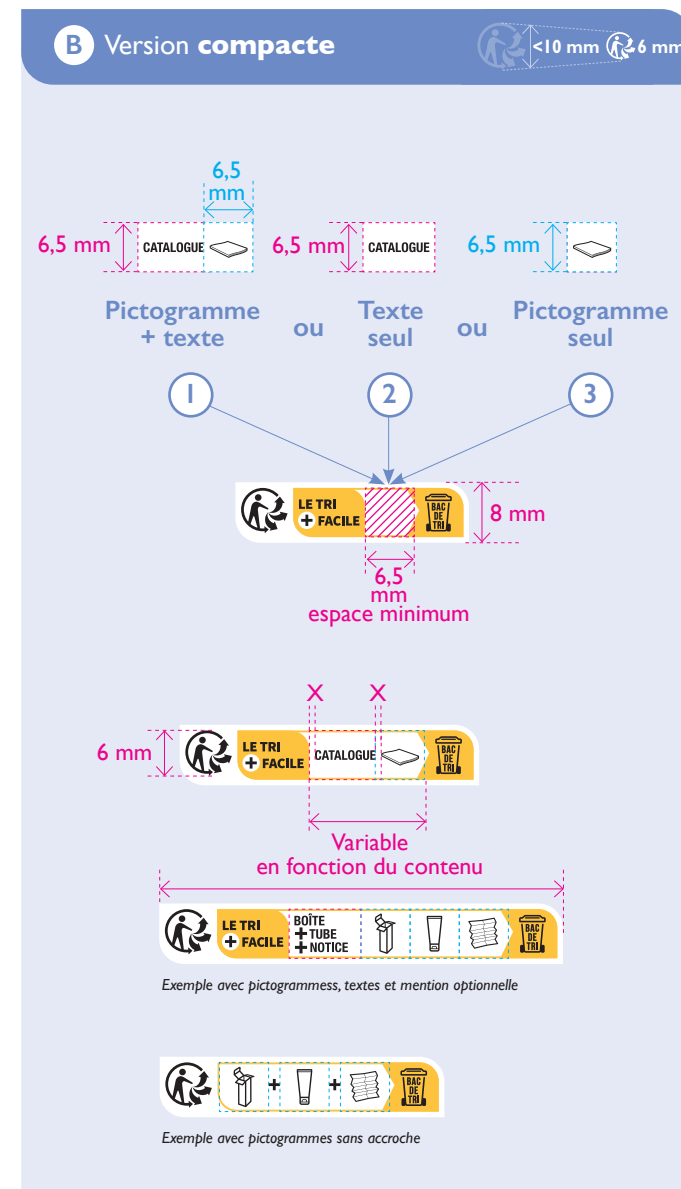 B Version compacte
<10 mm 6 mm
6,5
mm
6,5 mm CATALOGUE
6,5 mm CATALOGUE
6,5 mm
Pictogramme
+ texte
ou
Texte
seul
ou
Pictogramme
seul
1 2 3
LE TRI
+ FACILE
BAC
DE
TRI
8 mm
6,5
mm
espace minimum
X X
6 mm
LE TRI
+ FACILE
CATALOGUE
BAC
DE
TRI
Variable
en fonction du contenu
LE TRI
+ FACILE
BOÎTE
+ TUBE
+ NOTICE
BAC
DE
TRI
Exemple avec pictogrammess, textes et mention optionnelle
+ +
BAC
DE
TRI
Exemple avec pictogrammes sans accroche